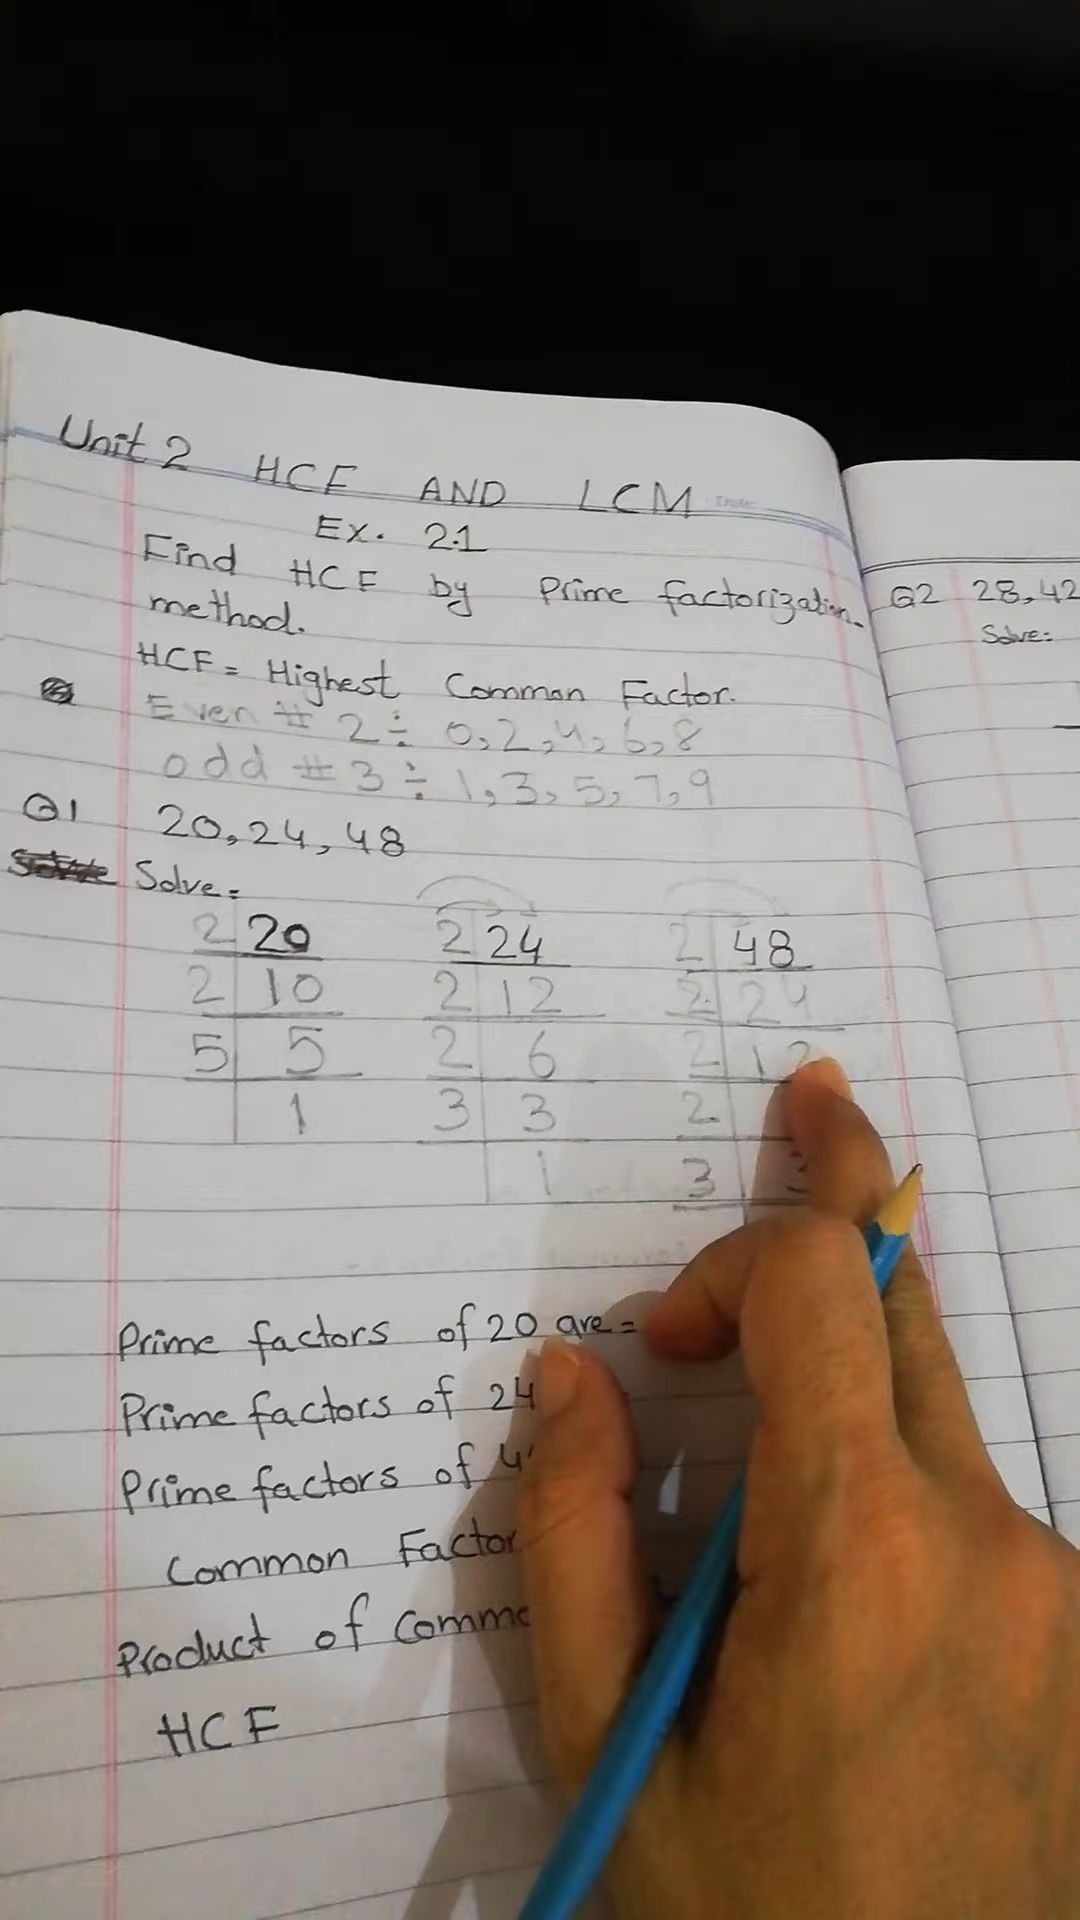 Unit 2 HCF AND LCM
Ex. 2.1
Find HCF by Prime factorization.
method.
HCF = Highest Common Factor.
Even # 2 ÷ 0,2,4,6,8
odd # 3 ÷ 1,3,5,7,9
Q1 20,24,48
Solve=
2 20
2 10
5 5
1
2 24
2 12
2 6
3 3
1
2 48
2 24
2 12
2
3 3
Prime factors of 20 are =
Prime factors of 24
Prime factors of 4
Common Factor
Product of Commo
HCF
Q2 28,42
Solve=